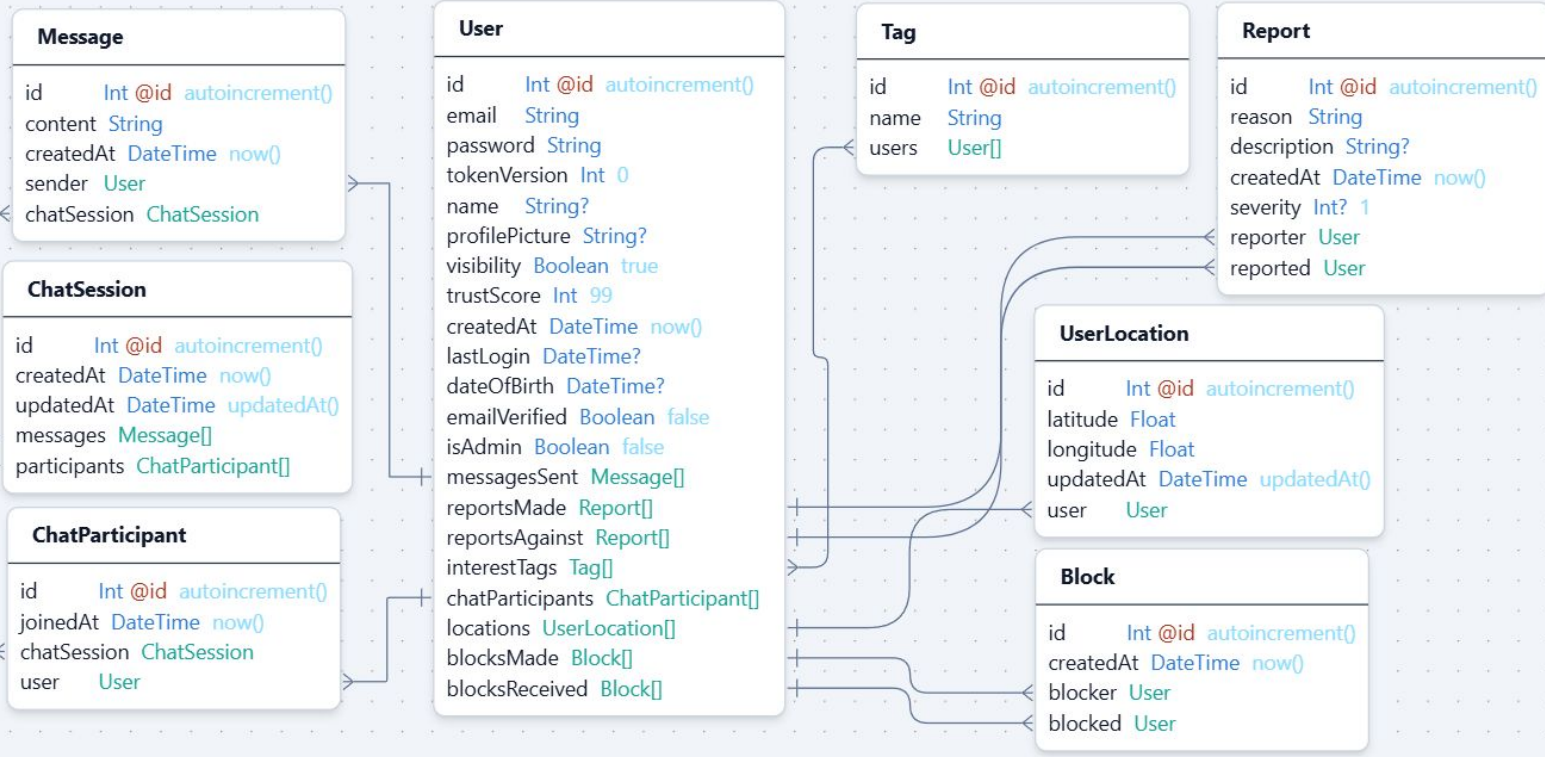 Message
id Int @id autoincrement()
content String
createdAt DateTime now()
sender User
chatSession ChatSession
ChatSession
id Int @id autoincrement()
createdAt DateTime now()
updatedAt DateTime updatedAt()
messages Message[]
participants ChatParticipant[]
ChatParticipant
id Int @id autoincrement()
joinedAt DateTime now()
chatSession ChatSession
user User
User
id Int @id autoincrement()
email String
password String
tokenVersion Int 0
name String?
profilePicture String?
visibility Boolean true
trustScore Int 99
createdAt DateTime now()
lastLogin DateTime?
dateOfBirth DateTime?
emailVerified Boolean false
isAdmin Boolean false
messagesSent Message[]
reportsMade Report[]
reportsAgainst Report[]
interestTags Tag[]
chatParticipants ChatParticipant[]
locations UserLocation[]
blocksMade Block[]
blocksReceived Block[]
Tag
id Int @id autoincrement()
name String
users User[]
Report
id Int @id autoincrement()
reason String
description String?
createdAt DateTime now()
severity Int? 1
reporter User
reported User
UserLocation
id Int @id autoincrement()
latitude Float
longitude Float
updatedAt DateTime updatedAt()
user User
Block
id Int @id autoincrement()
createdAt DateTime now()
blocker User
blocked User